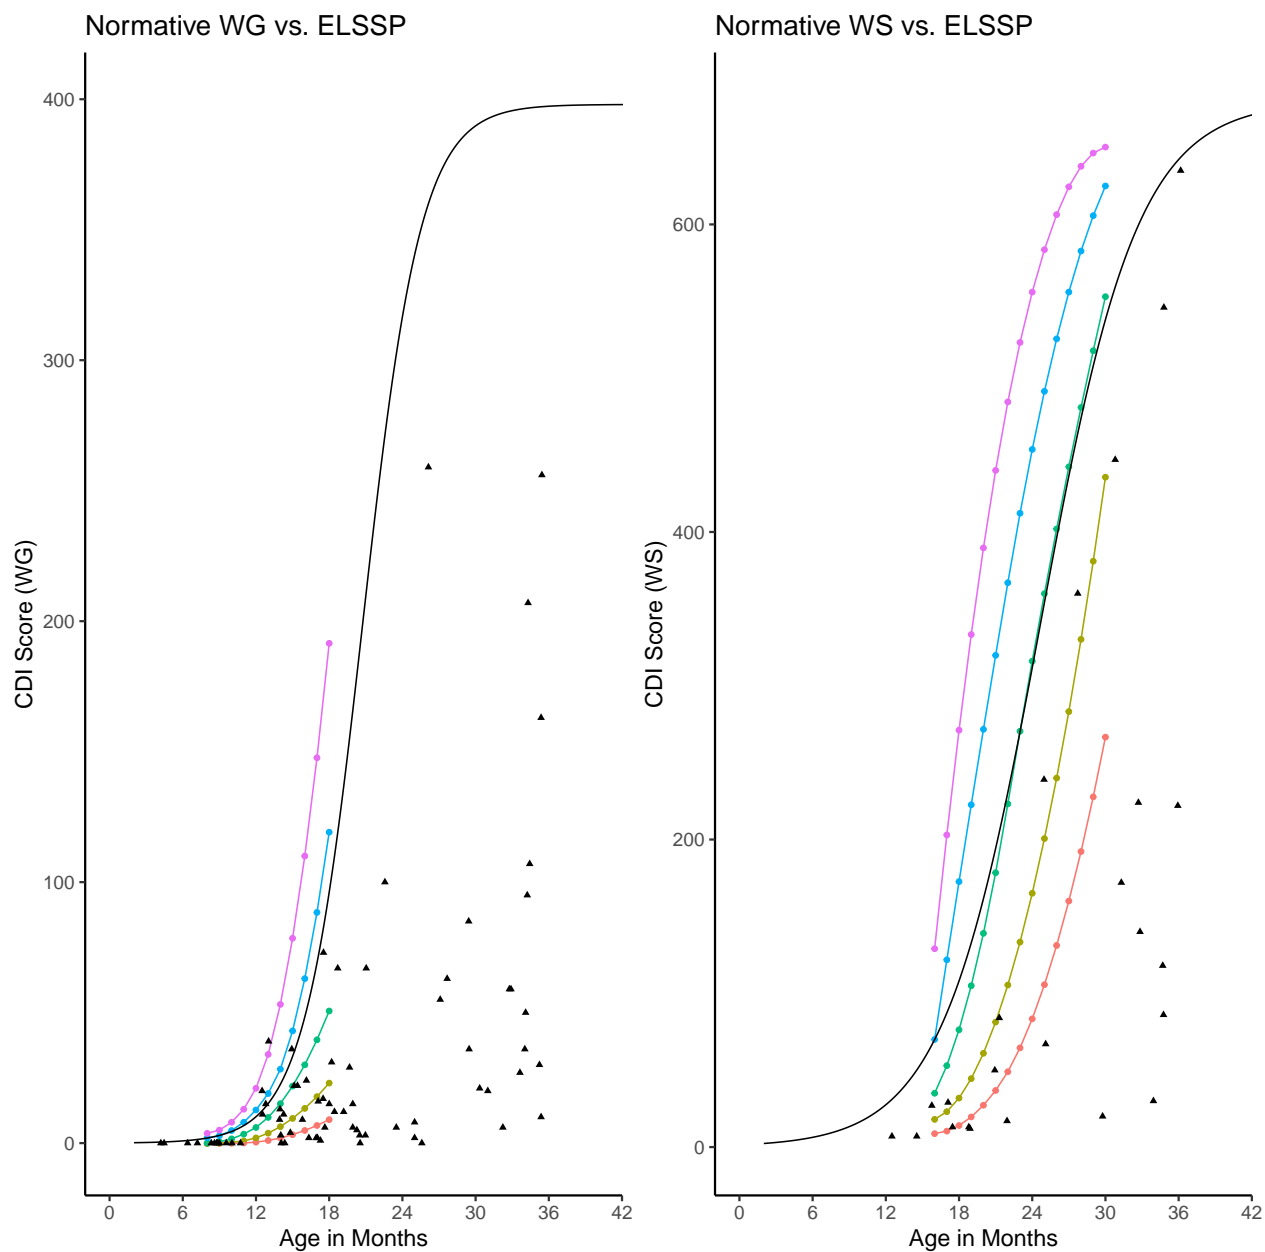 Normative WG vs. ELSSP
CDI Score (WG)
400
300
200
100
0
0 6 12 18 24 30 36 42
Age in Months
Normative WS vs. ELSSP
CDI Score (WS)
600
400
200
0
0 6 12 18 24 30 36 42
Age in Months